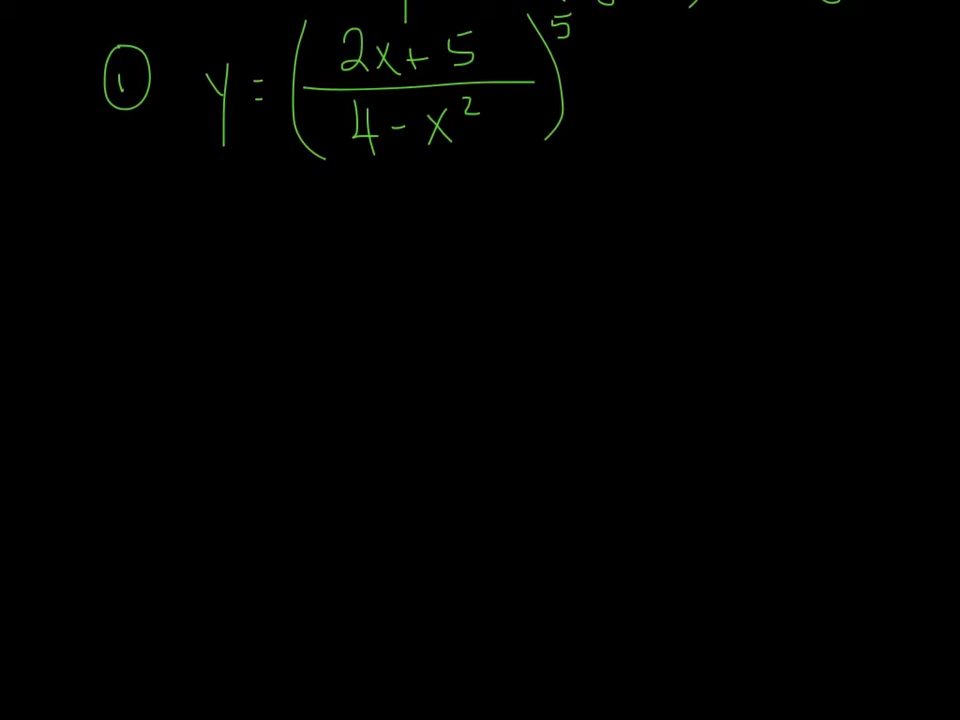 ① y = ( (2x + 5) / (4 - x²) )⁵